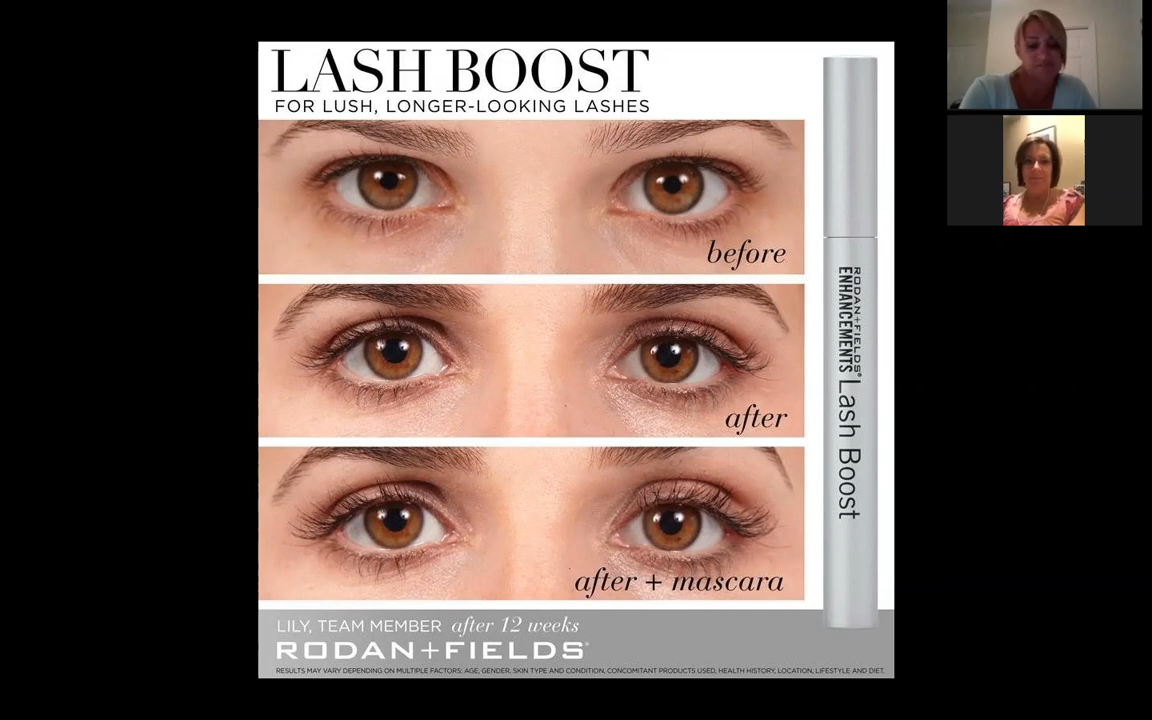 LASH BOOST
FOR LUSH, LONGER-LOOKING LASHES
before
after
after + mascara
RODAN+FIELDS®
ENHANCEMENTS
Lash Boost
LILY, TEAM MEMBER after 12 weeks
RODAN+FIELDS®
RESULTS MAY VARY DEPENDING ON MULTIPLE FACTORS: AGE, GENDER, SKIN TYPE AND CONDITION, CONCOMITANT PRODUCTS USED, HEALTH HISTORY, LOCATION, LIFESTYLE AND DIET.